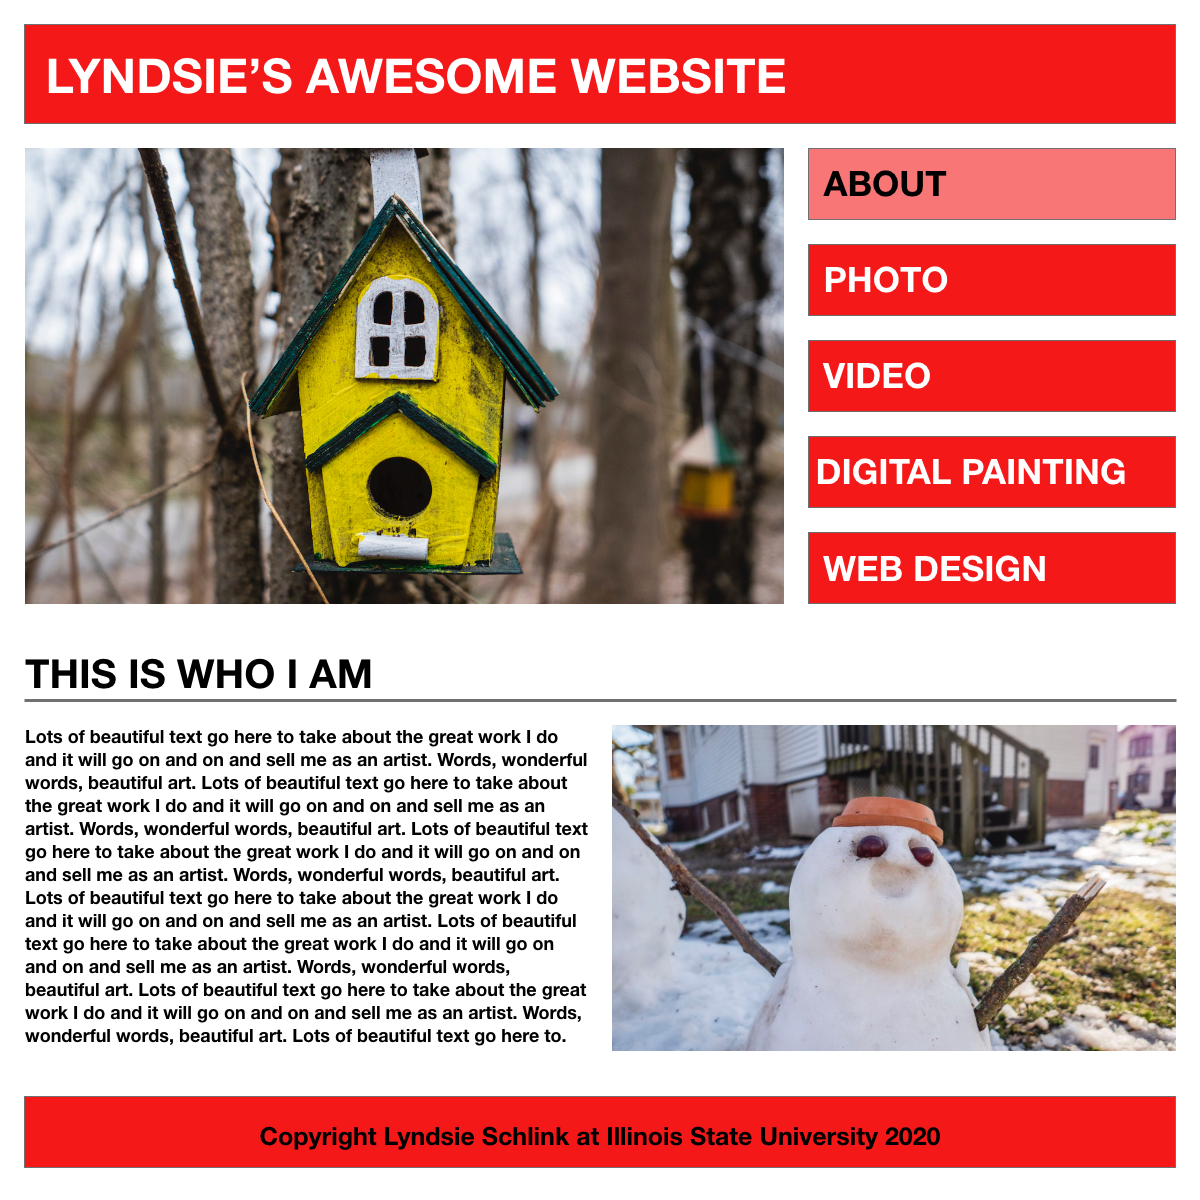 LYNDSIE’S AWESOME WEBSITE
ABOUT
PHOTO
VIDEO
DIGITAL PAINTING
WEB DESIGN
THIS IS WHO I AM
Lots of beautiful text go here to take about the great work I do
and it will go on and on and sell me as an artist. Words, wonderful
words, beautiful art. Lots of beautiful text go here to take about
the great work I do and it will go on and on and sell me as an
artist. Words, wonderful words, beautiful art. Lots of beautiful text
go here to take about the great work I do and it will go on and on
and sell me as an artist. Words, wonderful words, beautiful art.
Lots of beautiful text go here to take about the great work I do
and it will go on and on and sell me as an artist. Lots of beautiful
text go here to take about the great work I do and it will go on
and on and sell me as an artist. Words, wonderful words,
beautiful art. Lots of beautiful text go here to take about the great
work I do and it will go on and on and sell me as an artist. Words,
wonderful words, beautiful art. Lots of beautiful text go here to.
Copyright Lyndsie Schlink at Illinois State University 2020